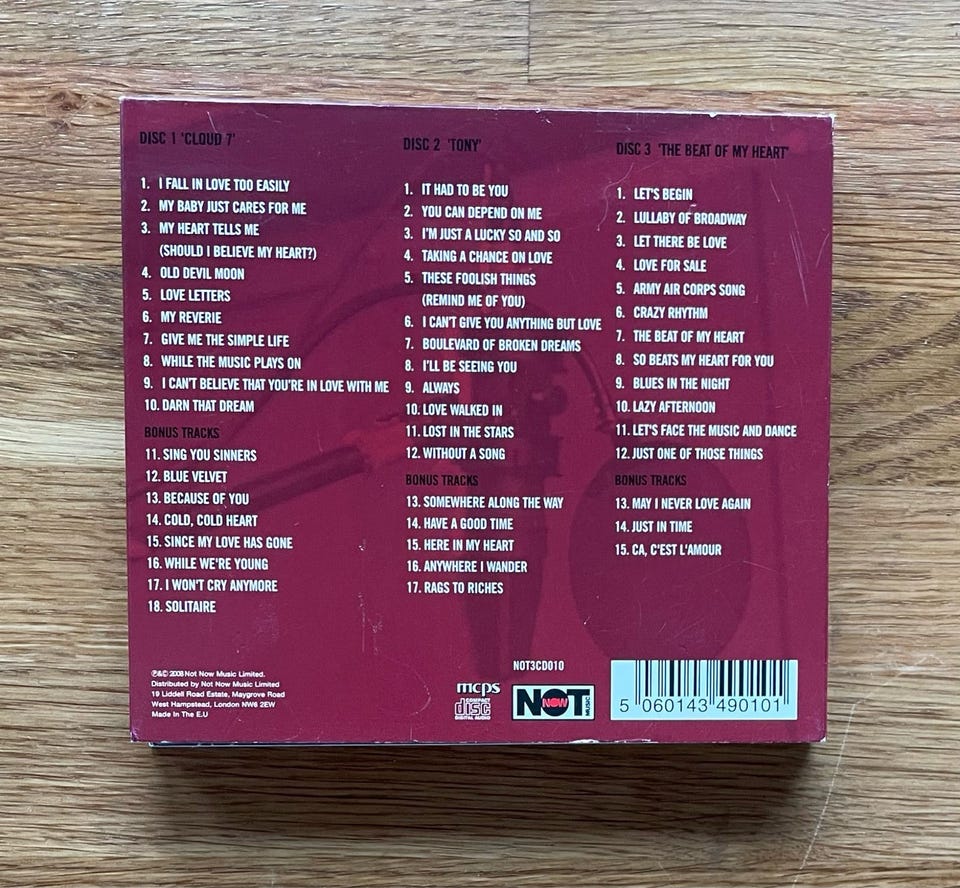 DISC 1 'CLOUD 7'
1. I FALL IN LOVE TOO EASILY
2. MY BABY JUST CARES FOR ME
3. MY HEART TELLS ME
(SHOULD I BELIEVE MY HEART?)
4. OLD DEVIL MOON
5. LOVE LETTERS
6. MY REVERIE
7. GIVE ME THE SIMPLE LIFE
8. WHILE THE MUSIC PLAYS ON
9. I CAN'T BELIEVE THAT YOU'RE IN LOVE WITH ME
10. DARN THAT DREAM
BONUS TRACKS
11. SING YOU SINNERS
12. BLUE VELVET
13. BECAUSE OF YOU
14. COLD, COLD HEART
15. SINCE MY LOVE HAS GONE
16. WHILE WE'RE YOUNG
17. I WON'T CRY ANYMORE
18. SOLITAIRE
DISC 2 'TONY'
1. IT HAD TO BE YOU
2. YOU CAN DEPEND ON ME
3. I'M JUST A LUCKY SO AND SO
4. TAKING A CHANCE ON LOVE
5. THESE FOOLISH THINGS
(REMIND ME OF YOU)
6. I CAN'T GIVE YOU ANYTHING BUT LOVE
7. BOULEVARD OF BROKEN DREAMS
8. I'LL BE SEEING YOU
9. ALWAYS
10. LOVE WALKED IN
11. LOST IN THE STARS
12. WITHOUT A SONG
BONUS TRACKS
13. SOMEWHERE ALONG THE WAY
14. HAVE A GOOD TIME
15. HERE IN MY HEART
16. ANYWHERE I WANDER
17. RAGS TO RICHES
DISC 3 'THE BEAT OF MY HEART'
1. LET'S BEGIN
2. LULLABY OF BROADWAY
3. LET THERE BE LOVE
4. LOVE FOR SALE
5. ARMY AIR CORPS SONG
6. CRAZY RHYTHM
7. THE BEAT OF MY HEART
8. SO BEATS MY HEART FOR YOU
9. BLUES IN THE NIGHT
10. LAZY AFTERNOON
11. LET'S FACE THE MUSIC AND DANCE
12. JUST ONE OF THOSE THINGS
BONUS TRACKS
13. MAY I NEVER LOVE AGAIN
14. JUST IN TIME
15. CA, C'EST L'AMOUR
℗&© 2008 Not Now Music Limited.
Distributed by Not Now Music Limited
19 Liddell Road Estate, Maygrove Road
West Hampstead, London NW6 2EW
Made In The E.U
mcps
COMPACT
disc
DIGITAL AUDIO
NOT3CD010
NOT NOW MUSIC
5 060143 490101